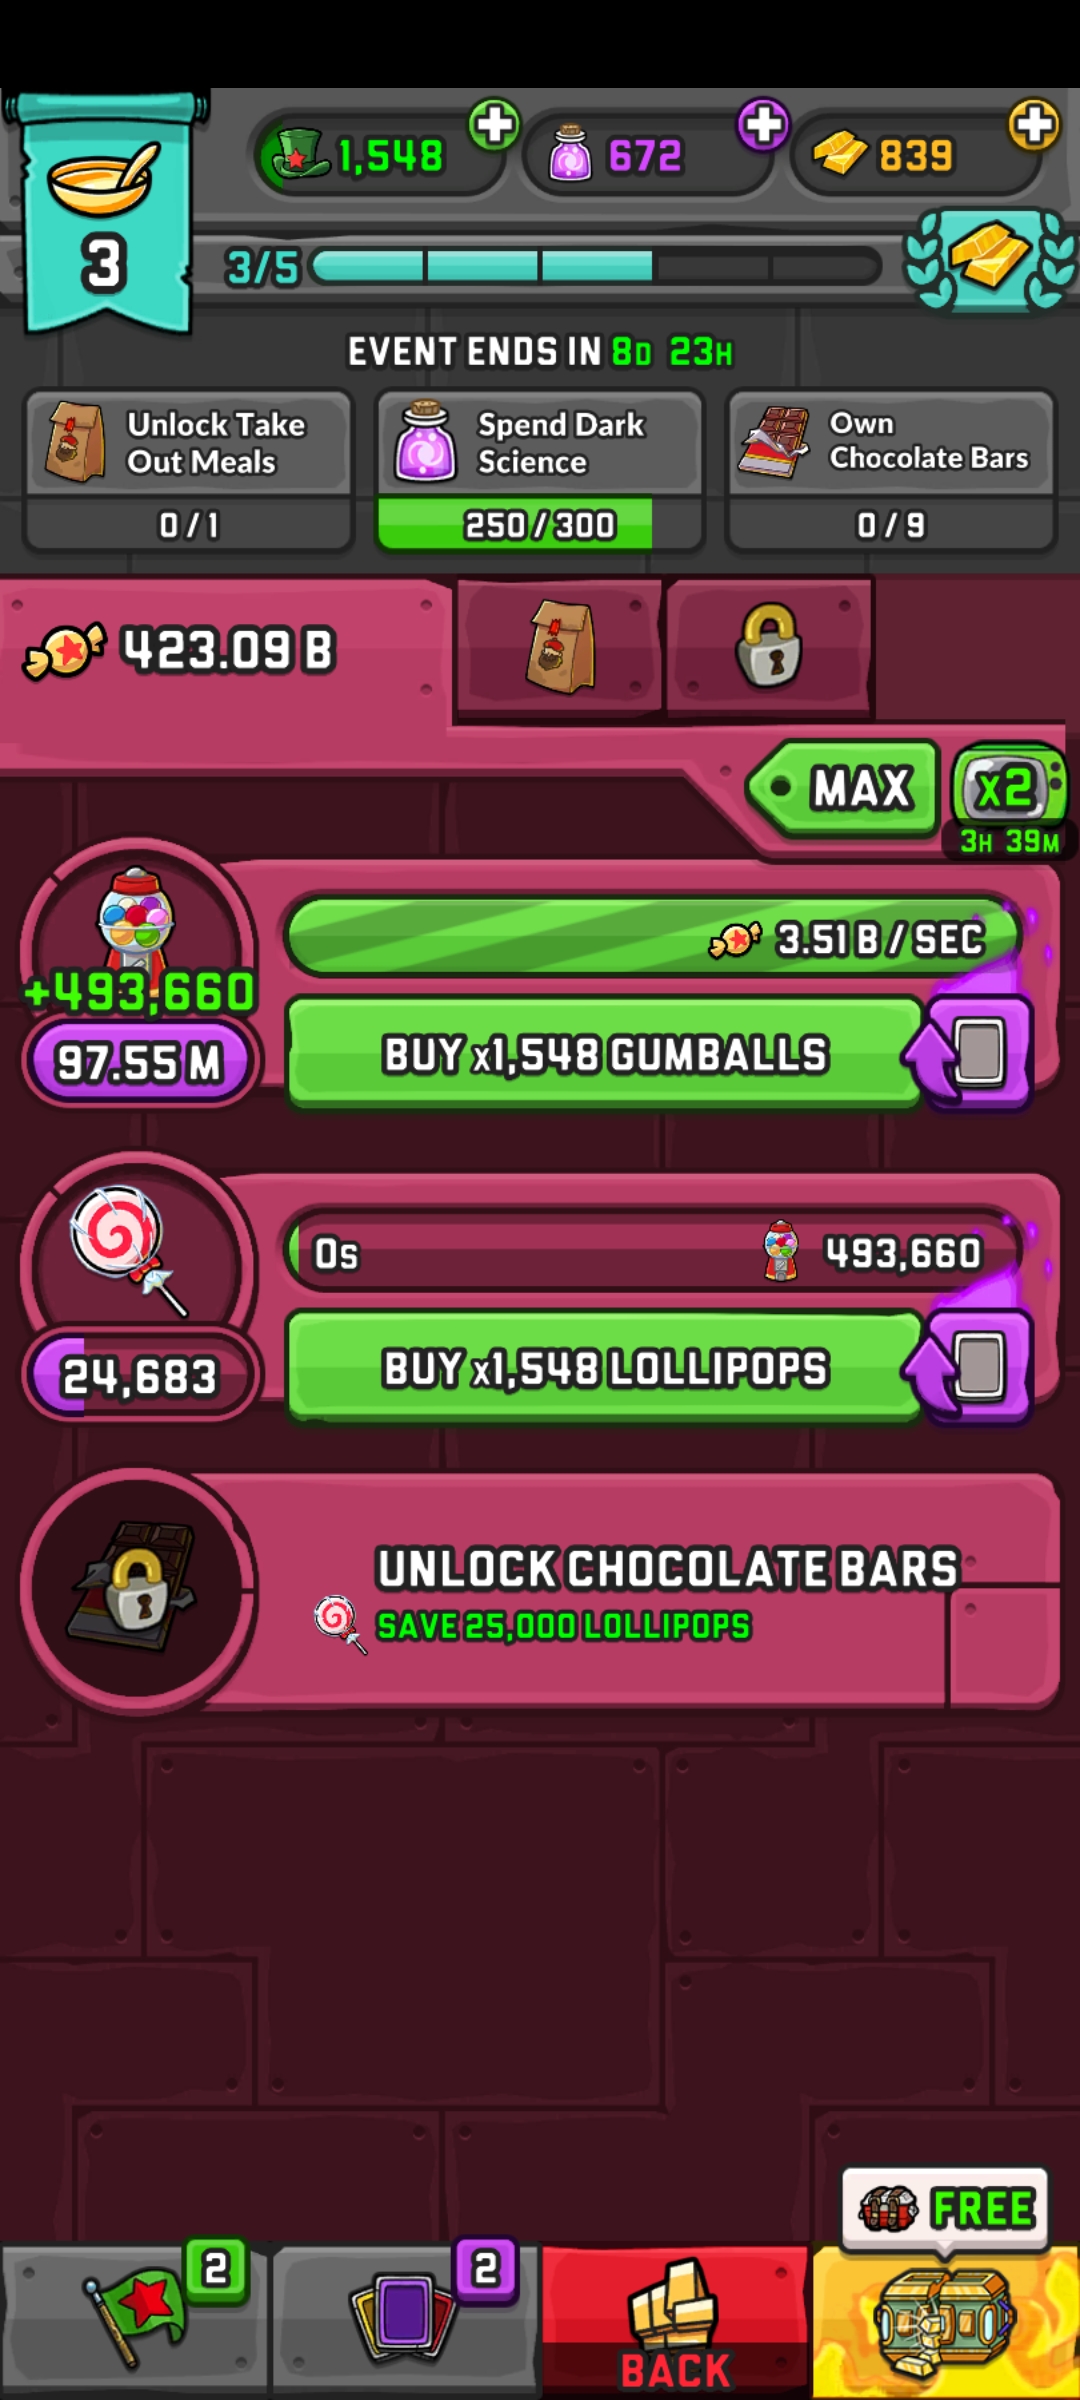 1,548
672
839
3
3/5
EVENT ENDS IN 8D 23H
Unlock Take
Out Meals
0/1
Spend Dark
Science
250/300
Own
Chocolate Bars
0/9
423.09 B
MAX
x2
3H 39M
3.51 B / SEC
+493,660
97.55 M
BUY x1,548 GUMBALLS
0s
493,660
24,683
BUY x1,548 LOLLIPOPS
UNLOCK CHOCOLATE BARS
SAVE 25,000 LOLLIPOPS
FREE
2
2
BACK